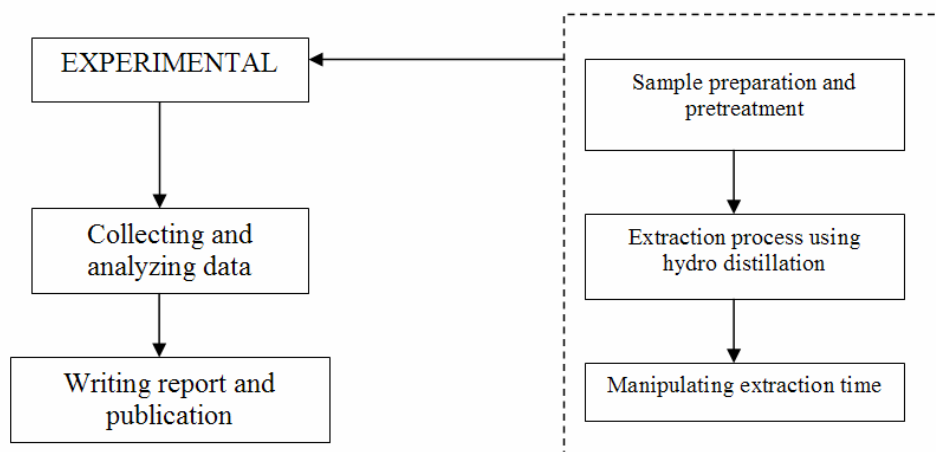 EXPERIMENTAL
Collecting and
analyzing data
Writing report and
publication
Sample preparation and
pretreatment
Extraction process using
hydro distillation
Manipulating extraction time